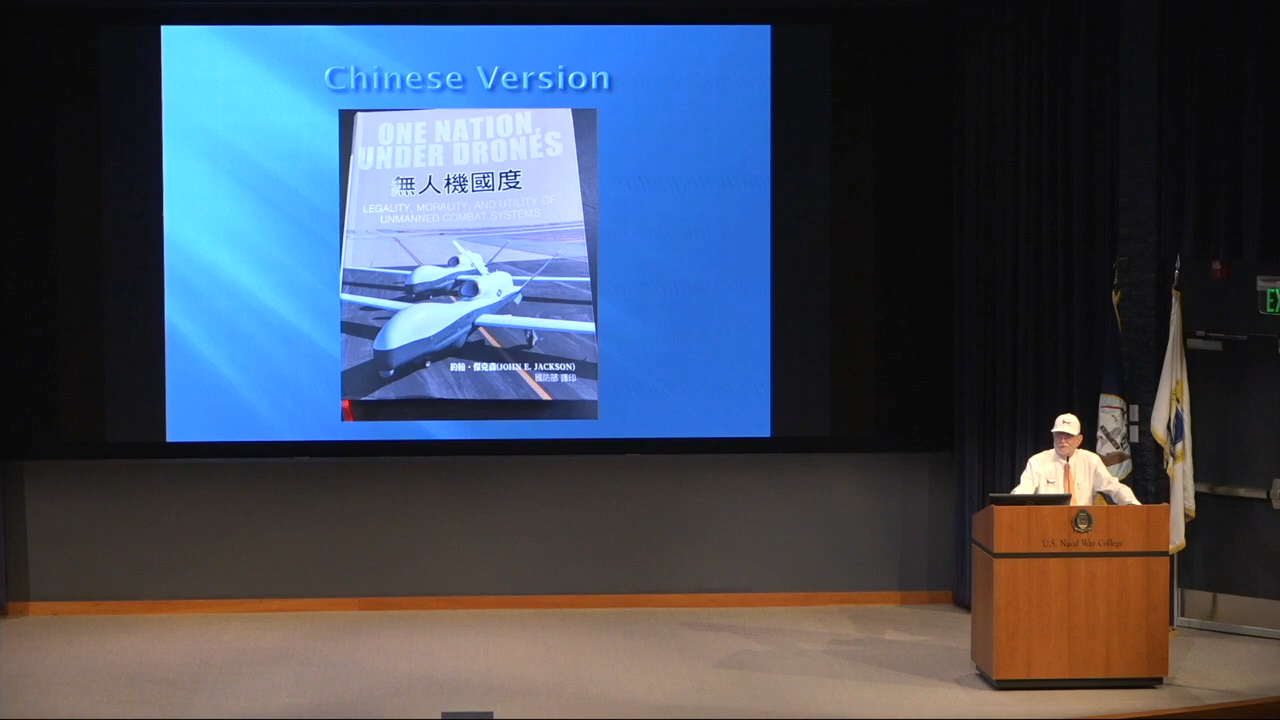 Chinese Version
ONE NATION,
UNDER DRONES
無人機國度
LEGALITY, MORALITY, AND UTILITY OF
UNMANNED COMBAT SYSTEMS
約翰·傑克森(JOHN E. JACKSON)
國防部 譯印
U.S. Naval War College
EX